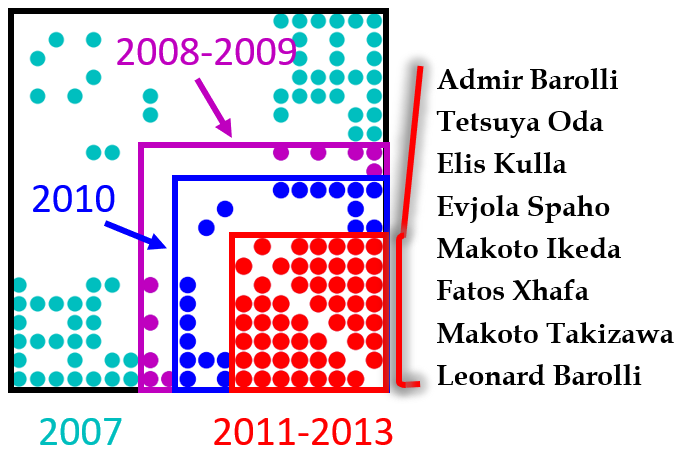 2008-2009
2010
2007
2011-2013
Admir Barolli
Tetsuya Oda
Elis Kulla
Evjola Spaho
Makoto Ikeda
Fatos Xhafa
Makoto Takizawa
Leonard Barolli